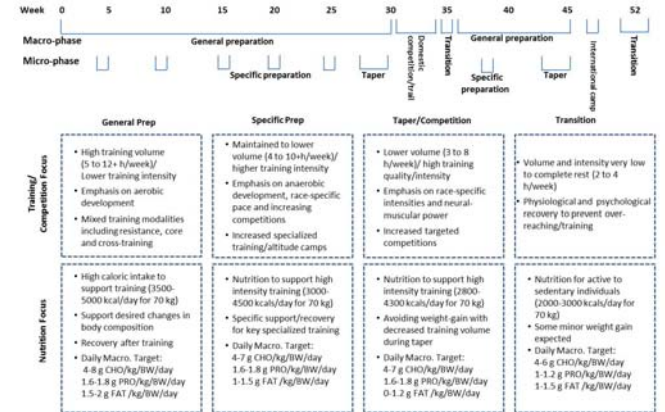 Week 0 5 10 15 20 25 30 35 40 45 52
Macro-phase
General preparation
Domestic
competition/trail
Transition
General preparation
International camp
Transition
Micro-phase
Specific preparation
Taper
Specific
preparation
Taper
General Prep
Specific Prep
Taper/Competition
Transition
Training/
Competition Focus
• High training volume
(5 to 12+ h/week)/
Lower training intensity
• Emphasis on aerobic
development
• Mixed training modalities
including resistance, core
and cross-training
• Maintained to lower
volume (4 to 10+h/week)/
higher training intensity
• Emphasis on anaerobic
development, race-specific
pace and increasing
competitions
• Increased specialized
training/altitude camps
• Lower volume (3 to 8
h/week)/ high training
quality/intensity
• Emphasis on race-specific
intensities and neural-
muscular power
• Increased targeted
competitions
• Volume and intensity very low
to complete rest (2 to 4
h/week)
• Physiological and psychological
recovery to prevent over-
reaching/training
Nutrition Focus
• High caloric intake to
support training (3500-
5000 kcal/day for 70 kg)
• Support desired changes in
body composition
• Recovery after training
• Daily Macro. Target:
4-8 g CHO/kg/BW/day
1.6-1.8 g PRO/kg/BW/day
1.5-2 g FAT /kg/BW/day
• Nutrition to support high
intensity training (3000-
4500 kcals/day for 70 kg)
• Specific support/recovery
for key specialized training
• Daily Macro. Target:
4-7 g CHO/kg/BW/day
1.6-1.8 g PRO/kg/BW/day
1-1.5 g FAT /kg/BW/day
• Nutrition to support high
intensity training (2800-
4300 kcals/day for 70 kg)
• Avoiding weight-gain with
decreased training volume
during taper
• Daily Macro. Target:
4-7 g CHO/kg/BW/day
1.6-1.8 g PRO/kg/BW/day
0-1.2 g FAT/kg/BW/day
• Nutrition for active to
sedentary individuals
(2000-3000 kcals/day for
70 kg)
• Some minor weight gain
expected
• Daily Macro. Target:
4-6 g CHO/kg/BW/day
1-1.2 g PRO/kg/BW/day
1-1.5 g FAT /kg/BW/day